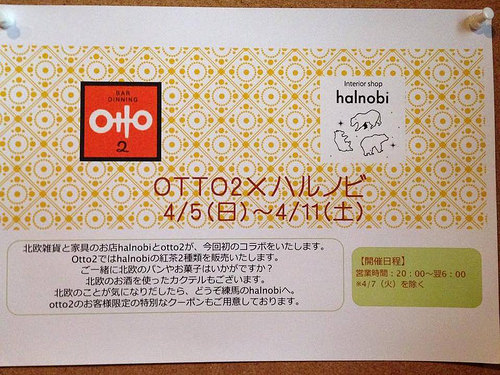 BAR
DINNING
otto
2
Interior shop
halnobi
OTTO2×ハルノビ
4/5(日)～4/11(土)
北欧雑貨と家具のお店halnobiとotto2が、今回初のコラボをいたします。
Otto2ではhalnobiの紅茶2種類を販売いたします。
ご一緒に北欧のパンやお菓子はいかがですか？
北欧のお酒を使ったカクテルもございます。
北欧のことが気になりだしたら、どうぞ練馬のhalnobiへ。
otto2のお客様限定の特別なクーポンもご用意しております。
【開催日程】
営業時間：20：00～翌6：00
※4/7（火）を除く